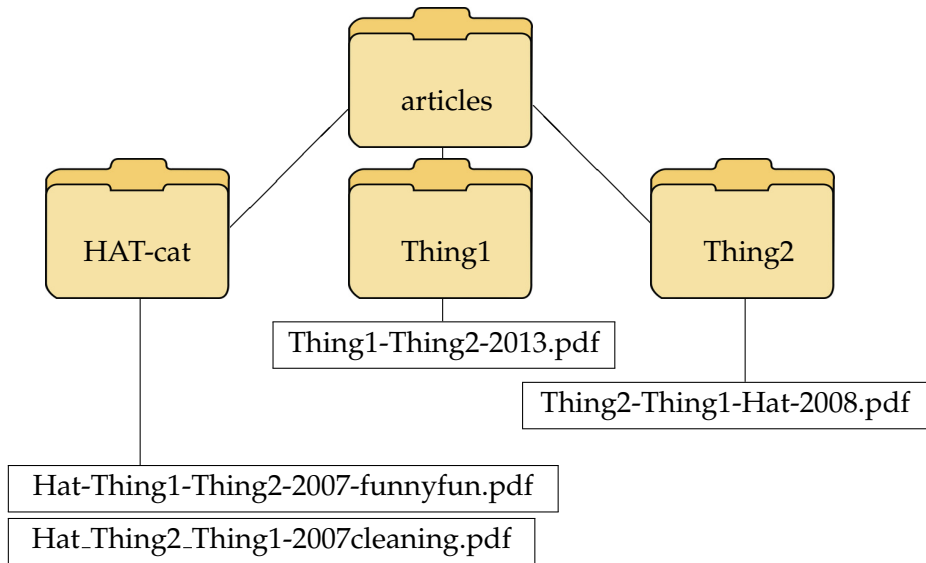 articles
HAT-cat
Thing1
Thing2
Thing1-Thing2-2013.pdf
Thing2-Thing1-Hat-2008.pdf
Hat-Thing1-Thing2-2007-funnyfun.pdf
Hat_Thing2_Thing1-2007cleaning.pdf